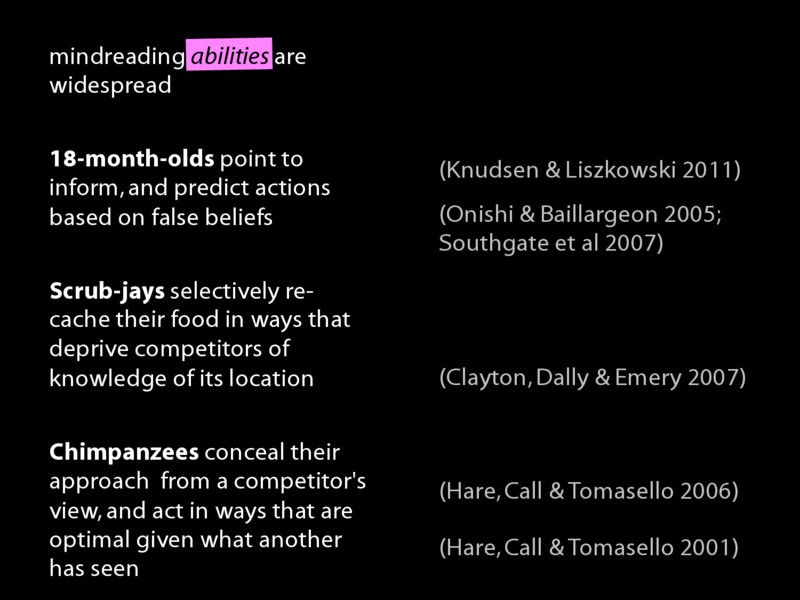 mindreading abilities are
widespread
18-month-olds point to
inform, and predict actions
based on false beliefs
(Knudsen & Liszkowski 2011)
(Onishi & Baillargeon 2005;
Southgate et al 2007)
Scrub-jays selectively re-
cache their food in ways that
deprive competitors of
knowledge of its location
(Clayton, Dally & Emery 2007)
Chimpanzees conceal their
approach  from a competitor's
view, and act in ways that are
optimal given what another
has seen
(Hare, Call & Tomasello 2006)
(Hare, Call & Tomasello 2001)